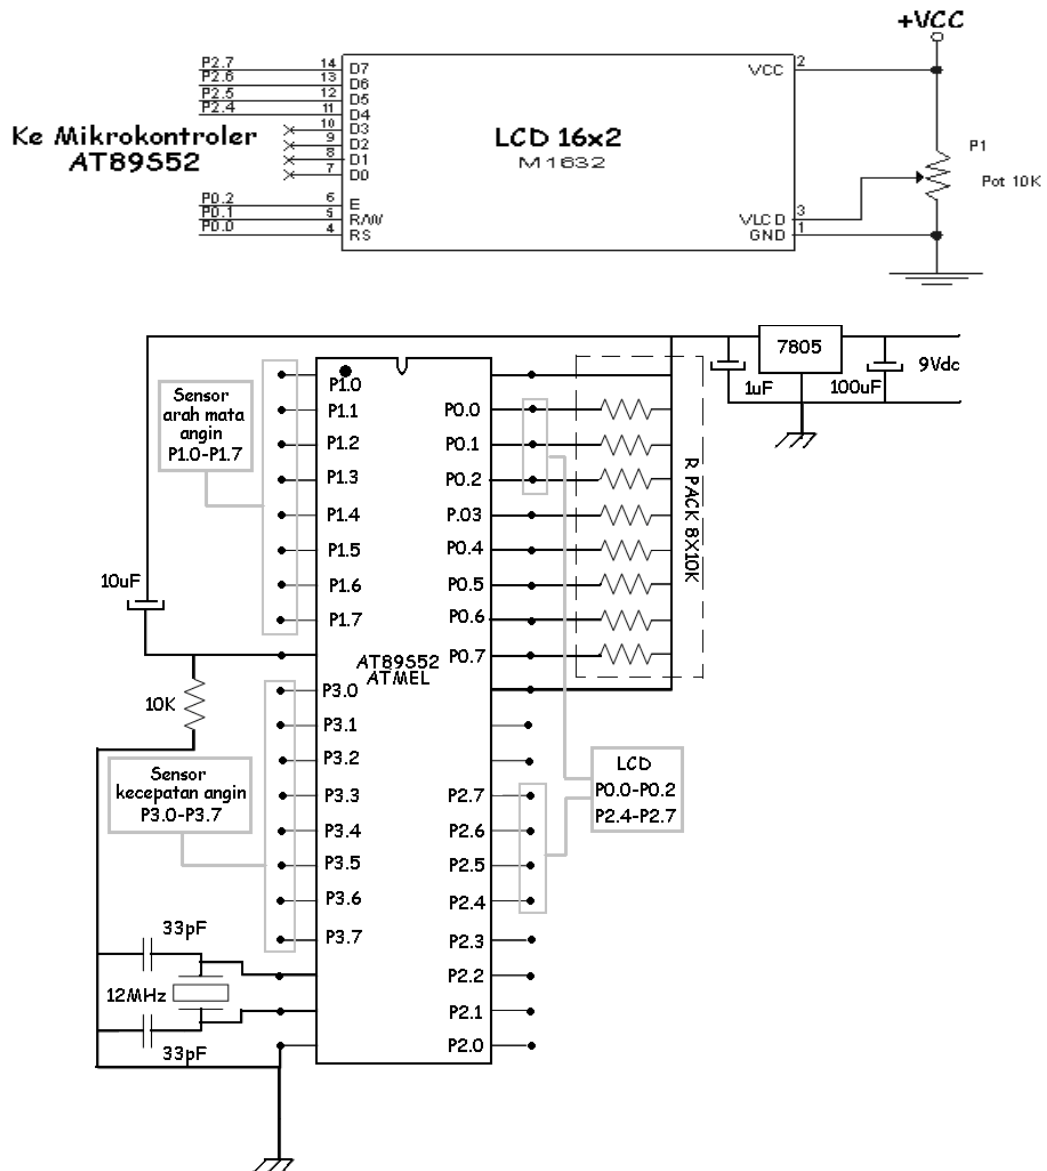 +VCC
P2.7 14 D7
P2.6 13 D6
P2.5 12 D5
P2.4 11 D4
10 D3
9 D2
8 D1
7 D0
P0.2 6 E
P0.1 5 R/W
P0.0 4 RS
Ke Mikrokontroler
AT89S52
LCD 16x2
M1632
VCC 2
VLCD 3
GND 1
P1
Pot 10K
7805
1uF
100uF
9Vdc
Sensor
arah mata
angin
P1.0-P1.7
P1.0
P1.1
P1.2
P1.3
P1.4
P1.5
P1.6
P1.7
P0.0
P0.1
P0.2
P.03
P0.4
P0.5
P0.6
P0.7
R PACK 8X10K
10uF
10K
AT89S52
ATMEL
Sensor
kecepatan angin
P3.0-P3.7
P3.0
P3.1
P3.2
P3.3
P3.4
P3.5
P3.6
P3.7
LCD
P0.0-P0.2
P2.4-P2.7
P2.7
P2.6
P2.5
P2.4
P2.3
P2.2
P2.1
P2.0
33pF
12MHz
33pF